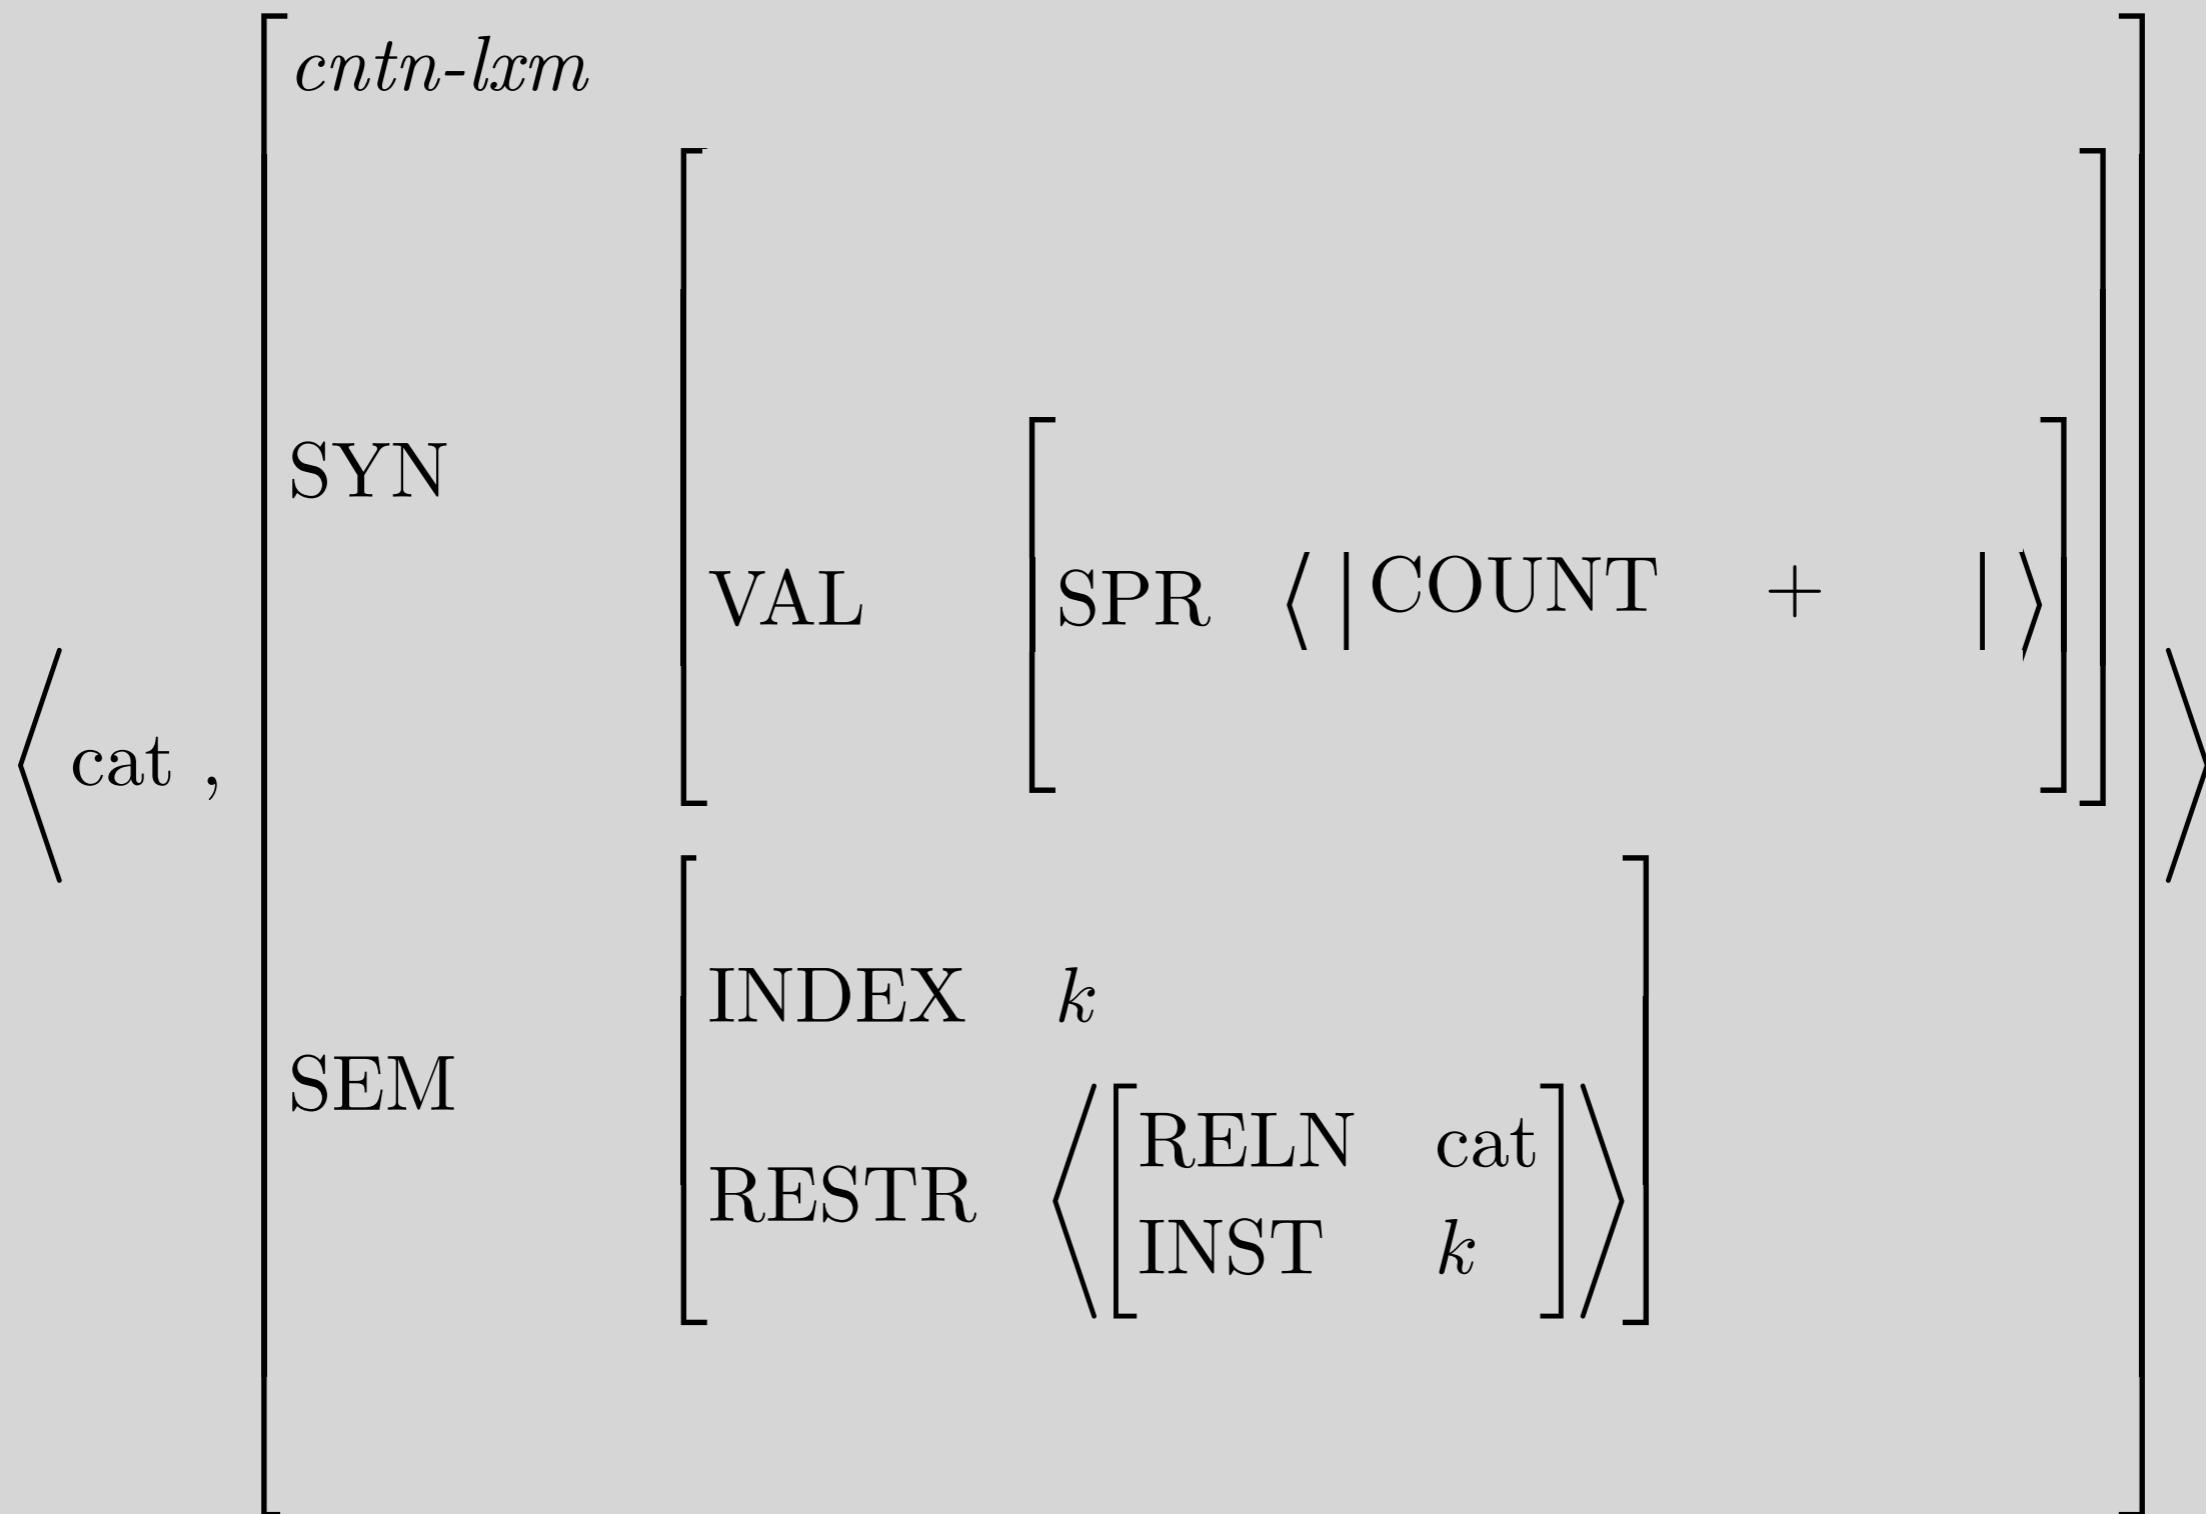 cntn-lxm
SYN
VAL [SPR ⟨ | COUNT + | ⟩]
⟨cat ,
SEM
INDEX k
RESTR ⟨[RELN cat
INST k]⟩